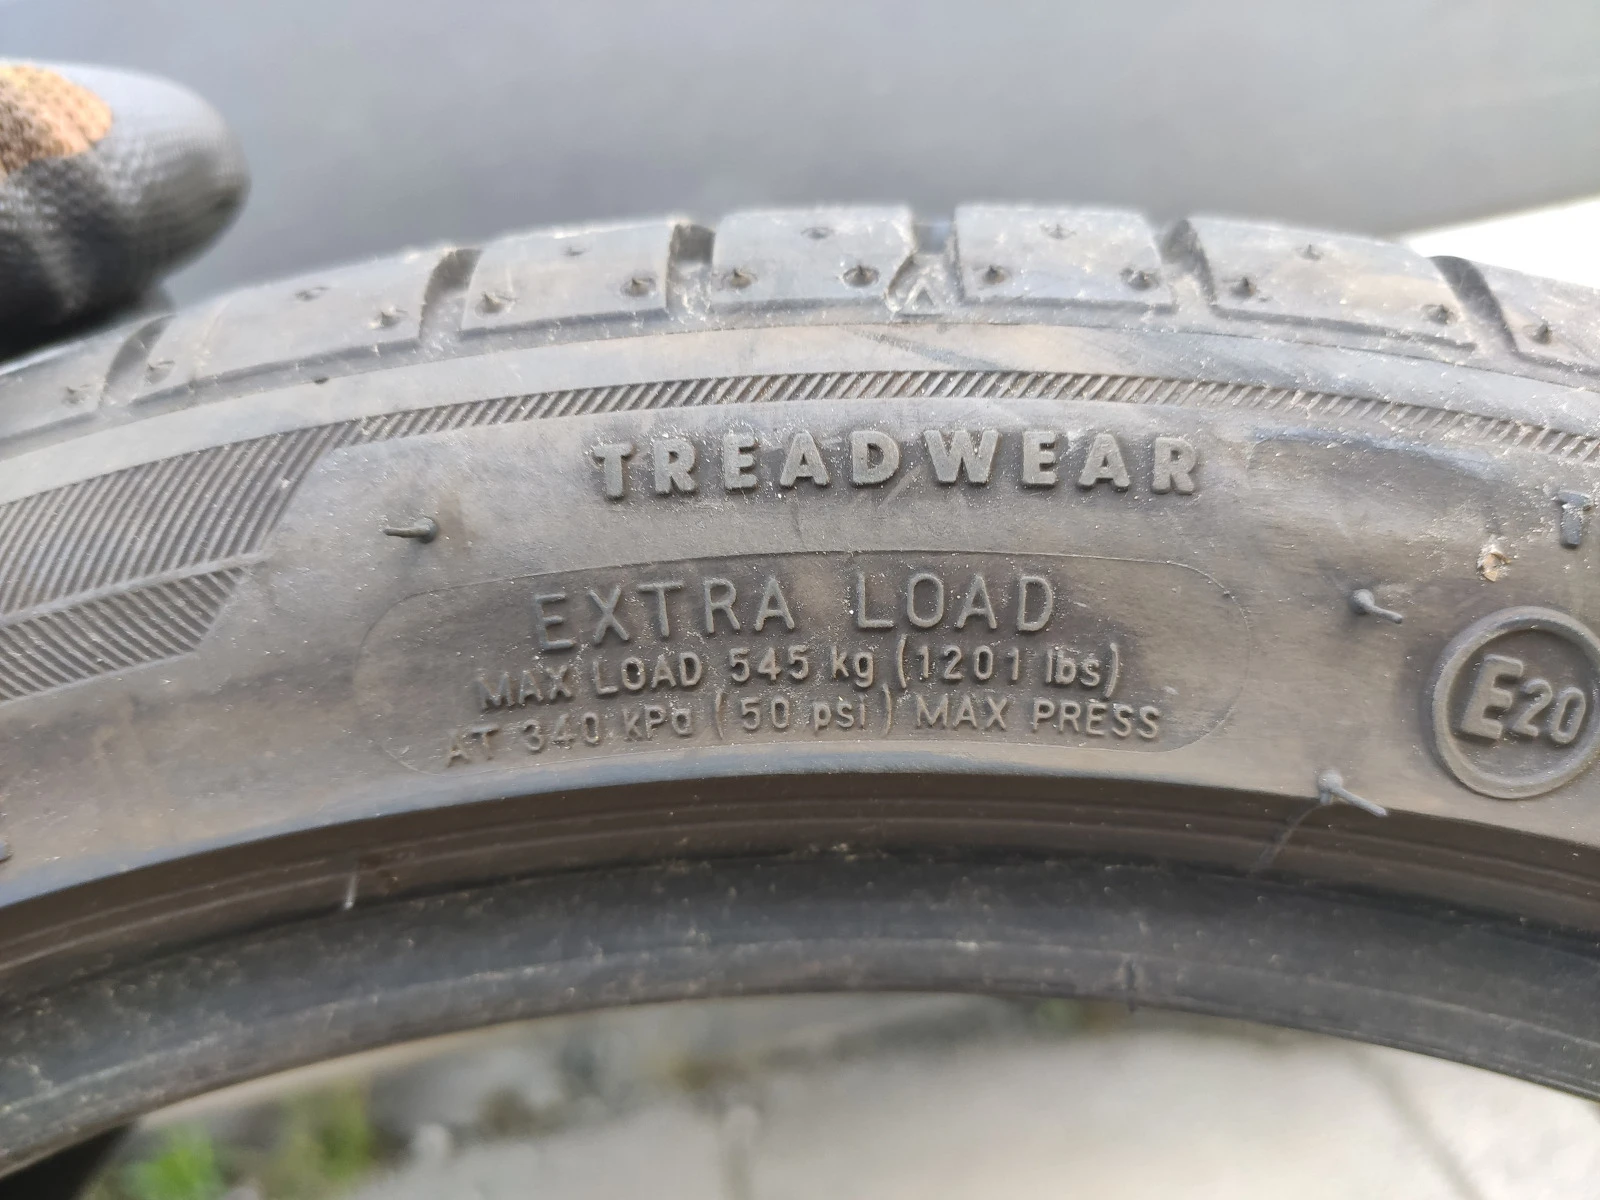 TREADWEAR
EXTRA LOAD
MAX LOAD 545 kg (1201 lbs)
AT 340 kPa (50 psi) MAX PRESS
E20